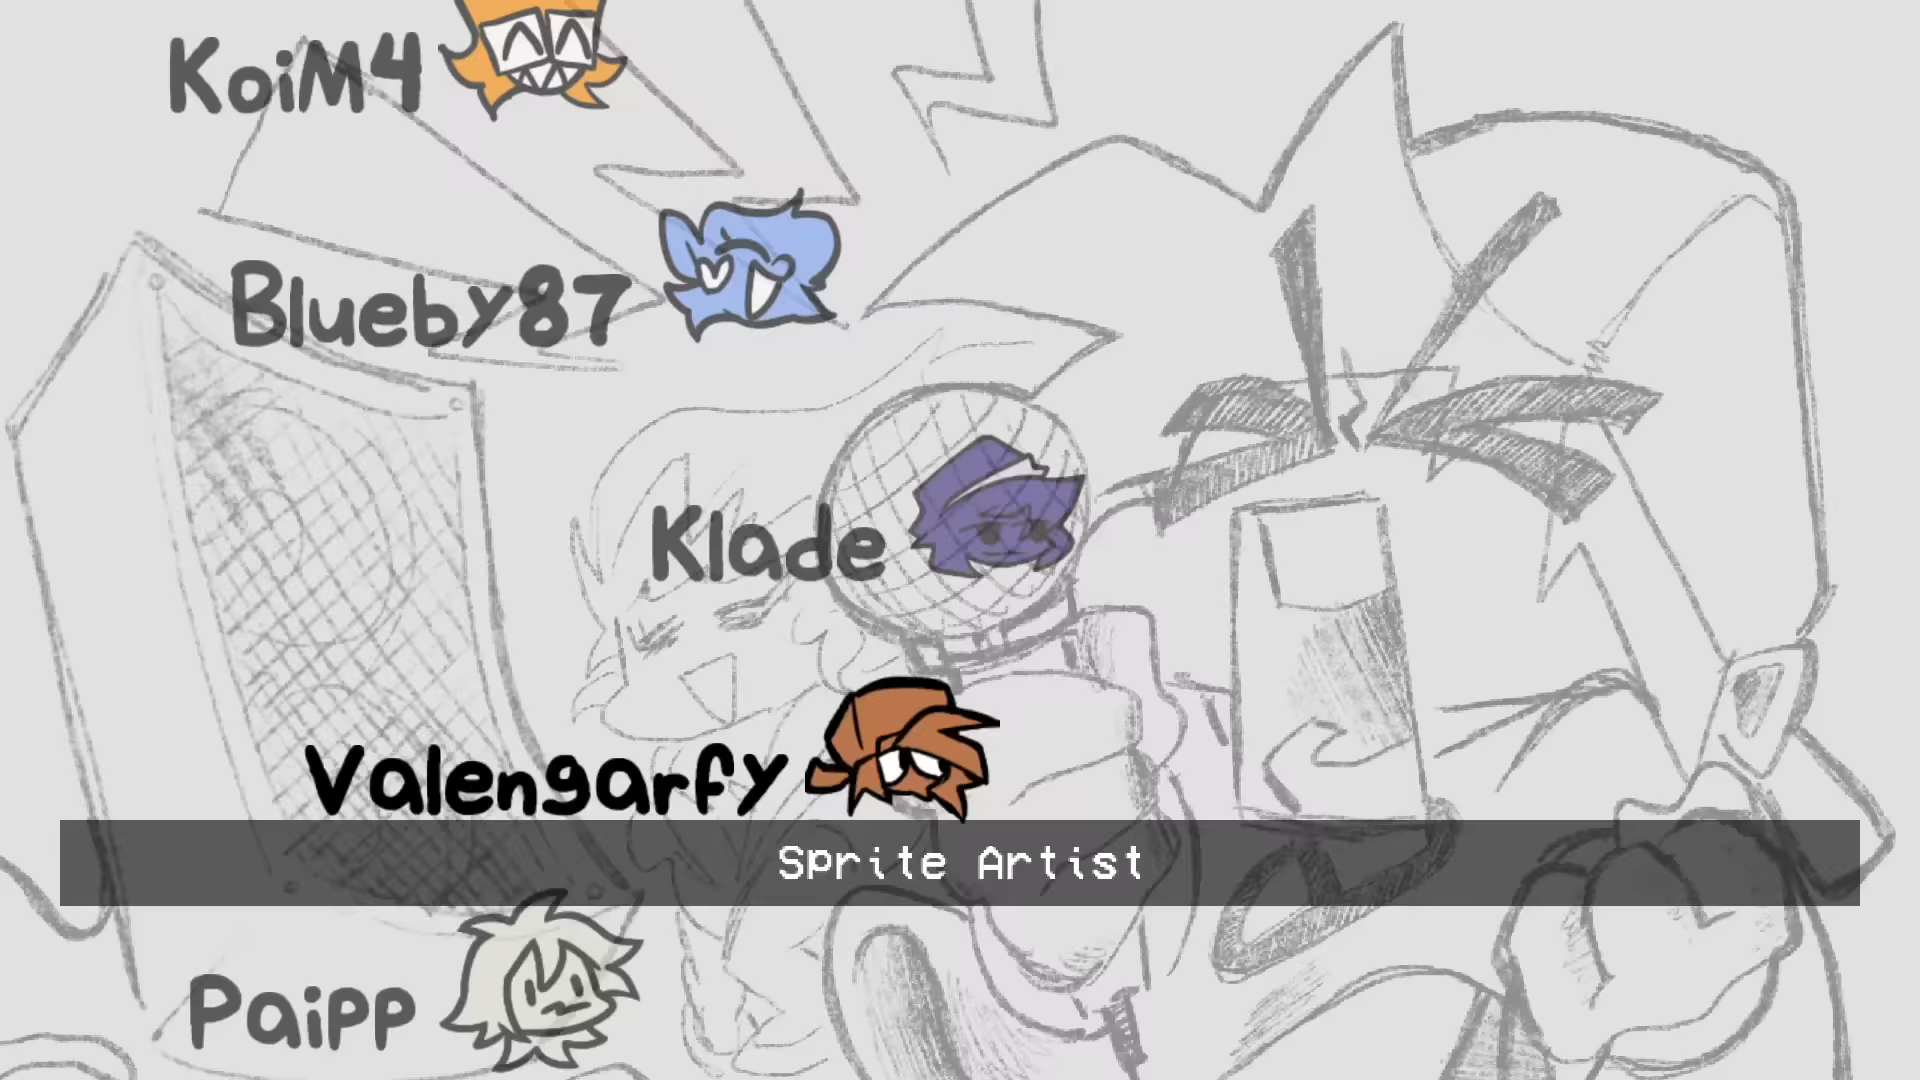 KoiM4
Blueby87
Klade
Valengarfy
Sprite Artist
Paipp